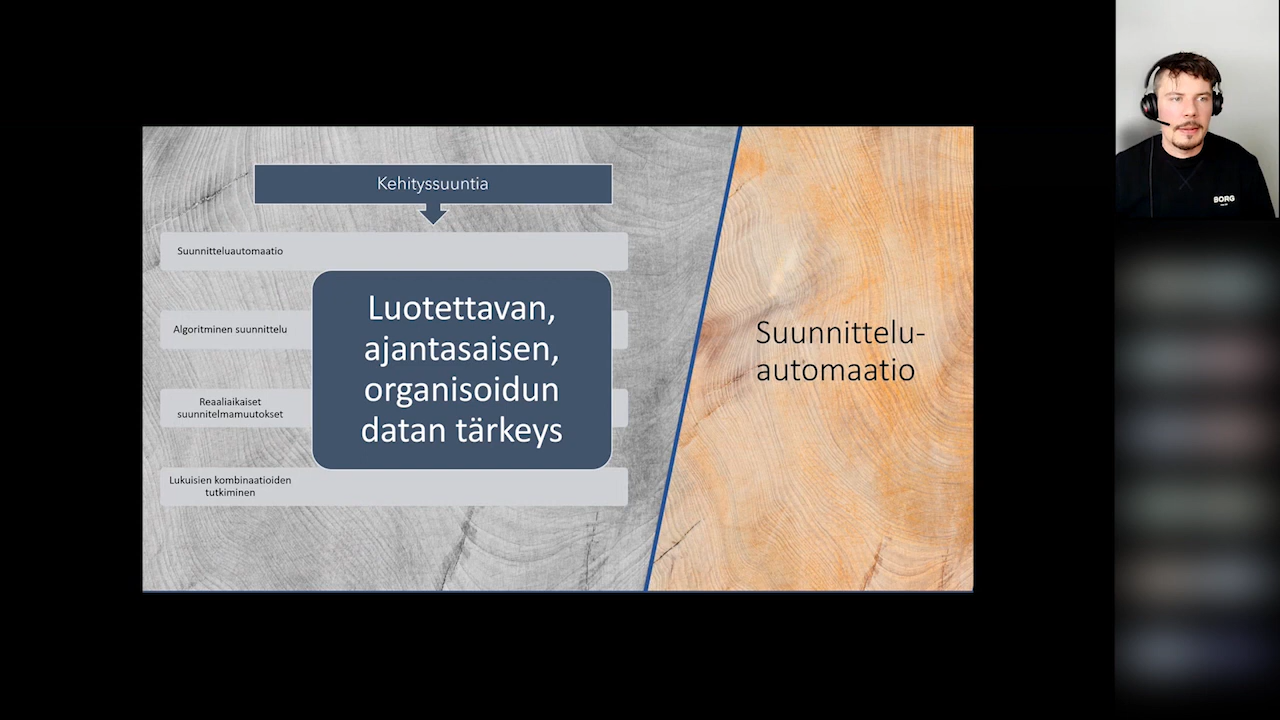 Kehityssuuntia
Suunnitteluautomaatio
Algoritminen suunnittelu
Reaaliaikaiset
suunnitelmamuutokset
Lukuisien kombinaatioiden
tutkiminen
Luotettavan,
ajantasaisen,
organisoidun
datan tärkeys
Suunnittelu-
automaatio
BORG